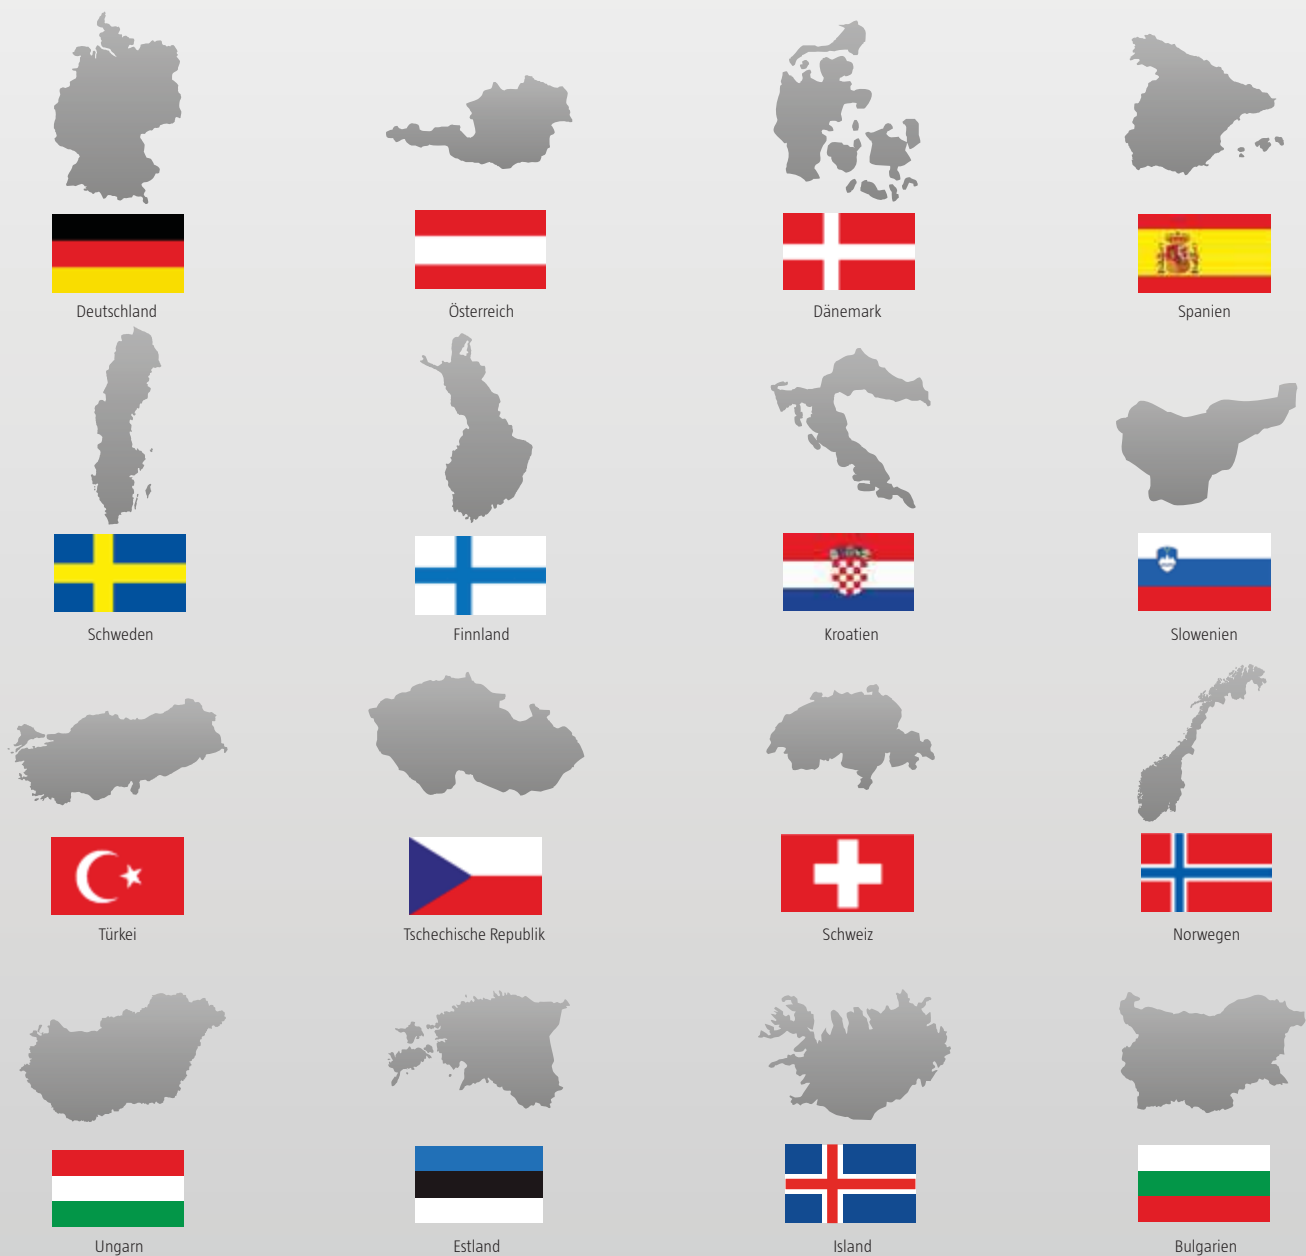 Deutschland
Österreich
Dänemark
Spanien
Schweden
Finnland
Kroatien
Slowenien
Türkei
Tschechische Republik
Schweiz
Norwegen
Ungarn
Estland
Island
Bulgarien